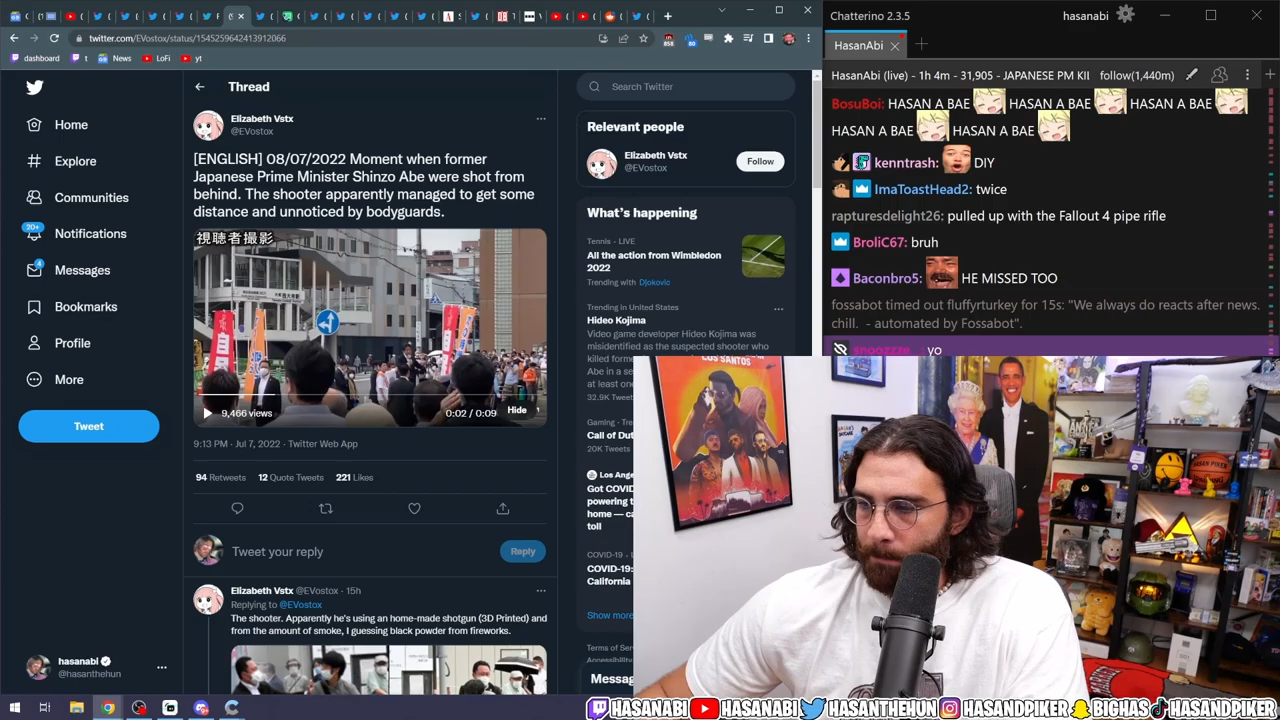 twitter.com/EVostox/status/1545259642413912066
dashboard
t
News
LoFi
yt
Home
Explore
Communities
20+
Notifications
4
Messages
Bookmarks
Profile
More
Tweet
hasanabi
@hasanthehun
Thread
Elizabeth Vstx
@EVostox
[ENGLISH] 08/07/2022 Moment when former
Japanese Prime Minister Shinzo Abe were shot from
behind. The shooter apparently managed to get some
distance and unnoticed by bodyguards.
視聴者撮影
9,466 views
0:02 / 0:09
Hide
9:13 PM · Jul 7, 2022 · Twitter Web App
94 Retweets 12 Quote Tweets 221 Likes
Tweet your reply
Reply
Elizabeth Vstx @EVostox · 15h
Replying to @EVostox
The shooter. Apparently he's using an home-made shotgun (3D Printed) and
from the amount of smoke, I guessing black powder from fireworks.
Search Twitter
Relevant people
Elizabeth Vstx
@EVostox
Follow
What's happening
Tennis · LIVE
All the action from Wimbledon
2022
Trending with Djokovic
Trending in United States
Hideo Kojima
Video game developer Hideo Kojima was
misidentified as the suspected shooter who
killed forme
Abe in a se
at least one
32.9K Tweets
Gaming · Tre
Call of Dut
20K Tweets
Los Ange
Got COVID
powering t
home — ca
toll
COVID-19 ·
COVID-19:
California
Show more
Terms of Serv
Accessibility
Messag
Chatterino 2.3.5
hasanabi
HasanAbi
HasanAbi (live) - 1h 4m - 31,905 - JAPANESE PM KII
follow(1,440m)
BosuBoi: HASAN A BAE HASAN A BAE HASAN A BAE
HASAN A BAE HASAN A BAE
kenntrash: DIY
ImaToastHead2: twice
rapturesdelight26: pulled up with the Fallout 4 pipe rifle
BroliC67: bruh
Baconbro5: HE MISSED TOO
fossabot timed out fluffyturkey for 15s: "We always do reacts after news.
chill. - automated by Fossabot".
snoozzze: yo
LOS SANTOS
HASANABI
HASANABI
HASANTHEHUN
HASANDPIKER
BIGHAS
HASANDPIKER